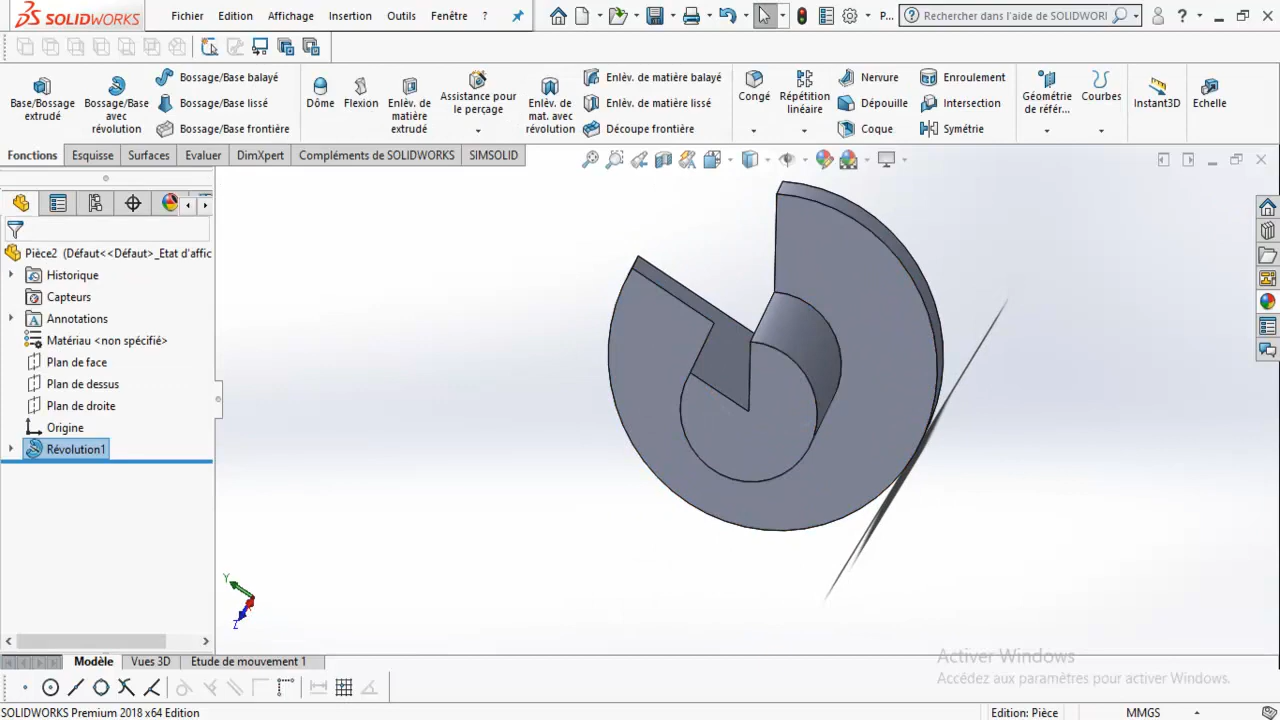 SOLIDWORKS Fichier Edition Affichage Insertion Outils Fenêtre ? P... Rechercher dans l'aide de SOLIDWORKS ?
Bossage/Base balayé
Bossage/Base lissé
Bossage/Base frontière
Base/Bossage
extrudé
Bossage/Base
avec
révolution
Dôme
Flexion
Enlèv. de
matière
extrudé
Assistance pour
le perçage
Enlèv. de
mat. avec
révolution
Enlèv. de matière balayé
Enlèv. de matière lissé
Découpe frontière
Congé
Répétition
linéaire
Nervure
Dépouille
Coque
Enroulement
Intersection
Symétrie
Géométrie
de référ...
Courbes
Instant3D
Echelle
Fonctions Esquisse Surfaces Evaluer DimXpert Compléments de SOLIDWORKS SIMSOLID
Pièce2 (Défaut<<Défaut>_Etat d'affic
Historique
Capteurs
Annotations
Matériau <non spécifié>
Plan de face
Plan de dessus
Plan de droite
Origine
Révolution1
Y
Z
Activer Windows
Accédez aux paramètres pour activer Windows.
Modèle Vues 3D Etude de mouvement 1
SOLIDWORKS Premium 2018 x64 Edition Edition: Pièce MMGS